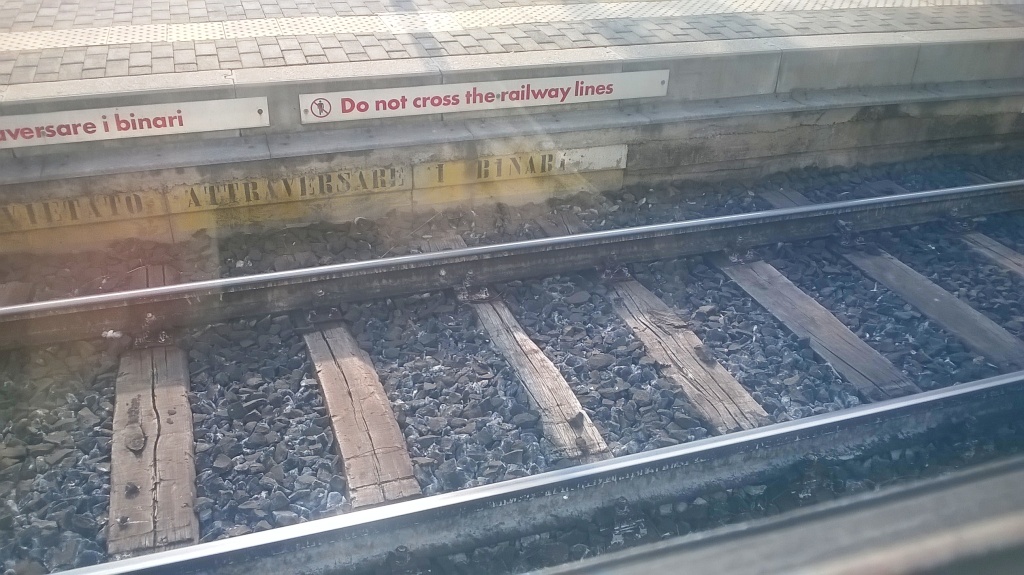 aversare i binari
Do not cross the railway lines
VIETATO ATTRAVERSARE I BINARI